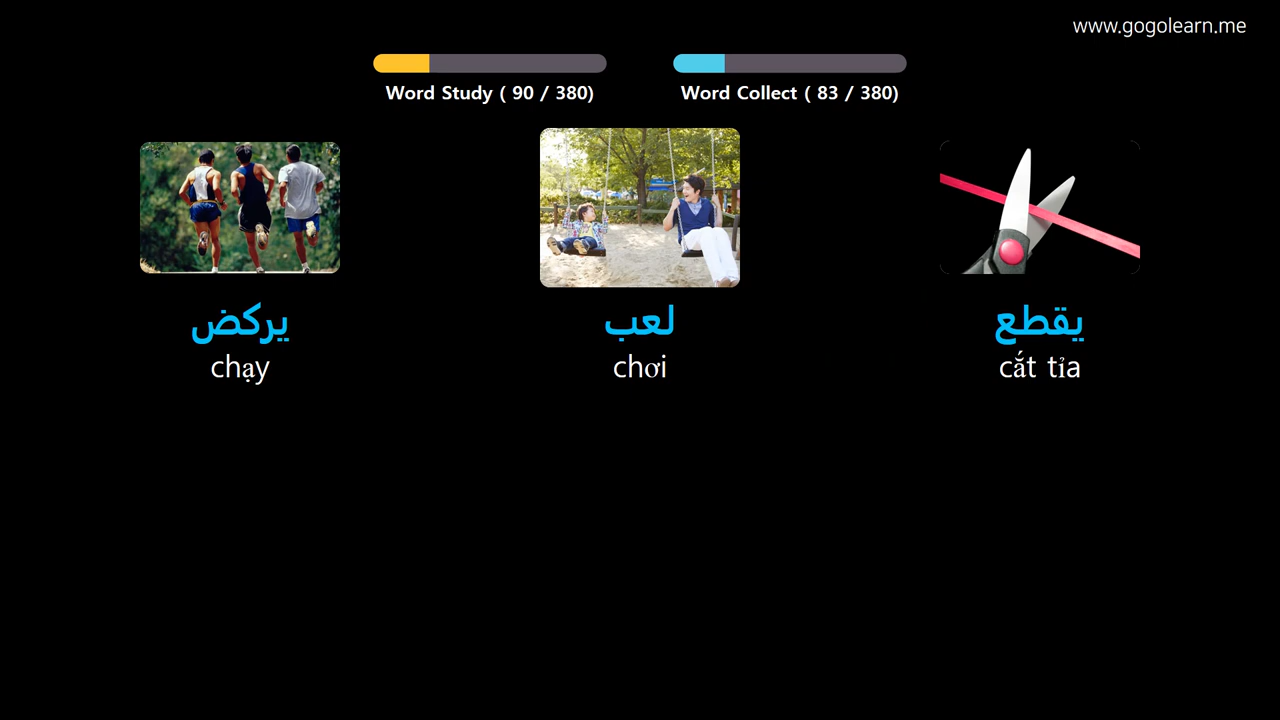 www.gogolearn.me
Word Study ( 90 / 380)
Word Collect ( 83 / 380)
يركض
chạy
لعب
chơi
يقطع
cắt tỉa